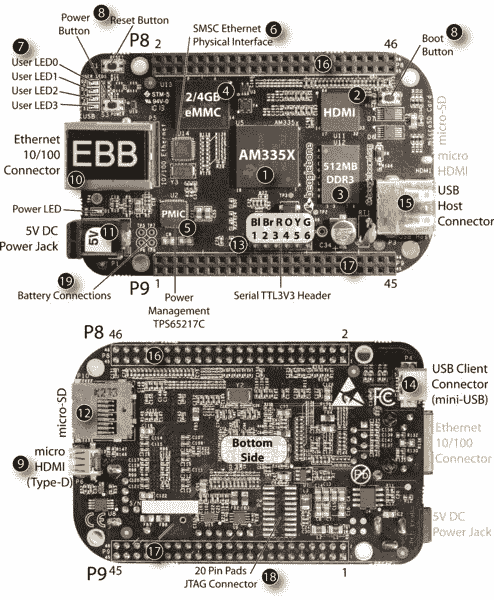 Power
Button
8
Reset Button
SMSC Ethernet
Physical Interface
6
P8
2
46
8
Boot
Button
7
User LED0
User LED1
User LED2
User LED3
16
2/4GB
eMMC
4
2
HDMI
micro-SD
micro
HDMI
Ethernet
10/100
Connector
10
EBB
AM335X
1
512MB
DDR3
3
USB
Host
Connector
15
Power LED
5V DC
Power Jack
5V
11
PMIC
5
BI Br R O Y G
1 2 3 4 5 6
13
19
Battery Connections
P9
1
17
45
Power
Management
TPS65217C
Serial TTL3V3 Header
P8
46
2
16
micro-SD
12
USB Client
Connector
(mini-USB)
14
FC
9
micro
HDMI
(Type-D)
Bottom
Side
Ethernet
10/100
Connector
5V DC
Power Jack
17
P9
45
20 Pin Pads
JTAG Connector
18
1